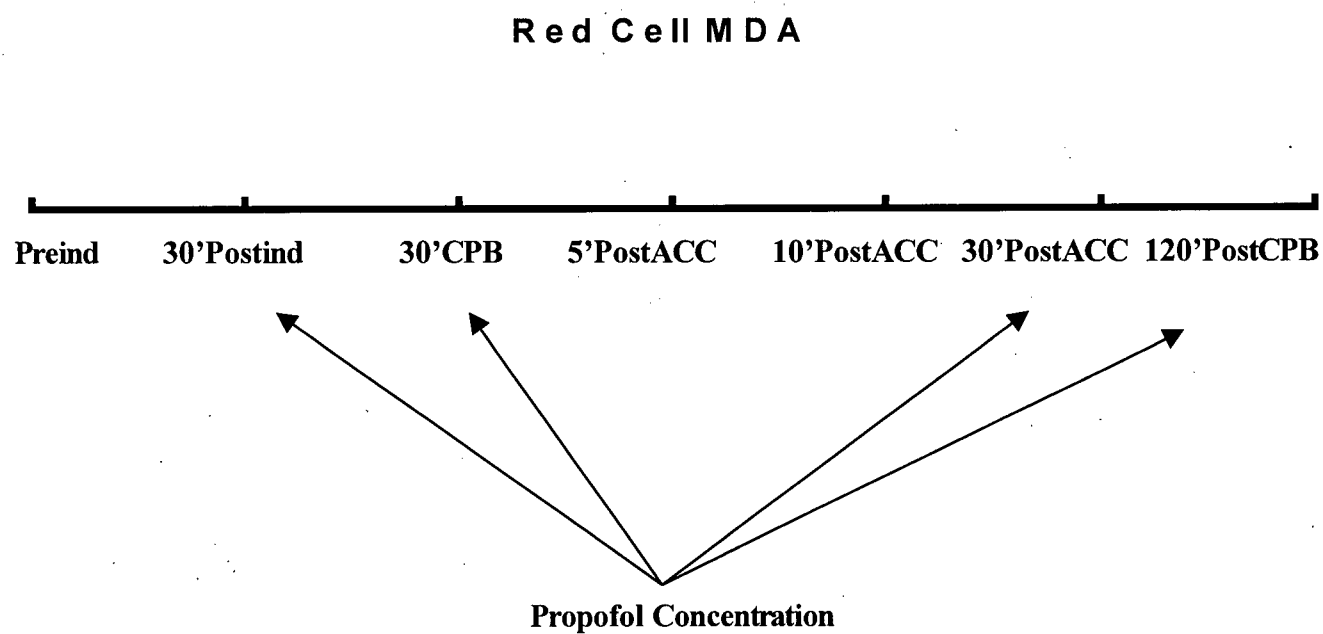 Red Cell MDA
Preind 30'Postind 30'CPB 5'PostACC 10'PostACC 30'PostACC 120'PostCPB
Propofol Concentration